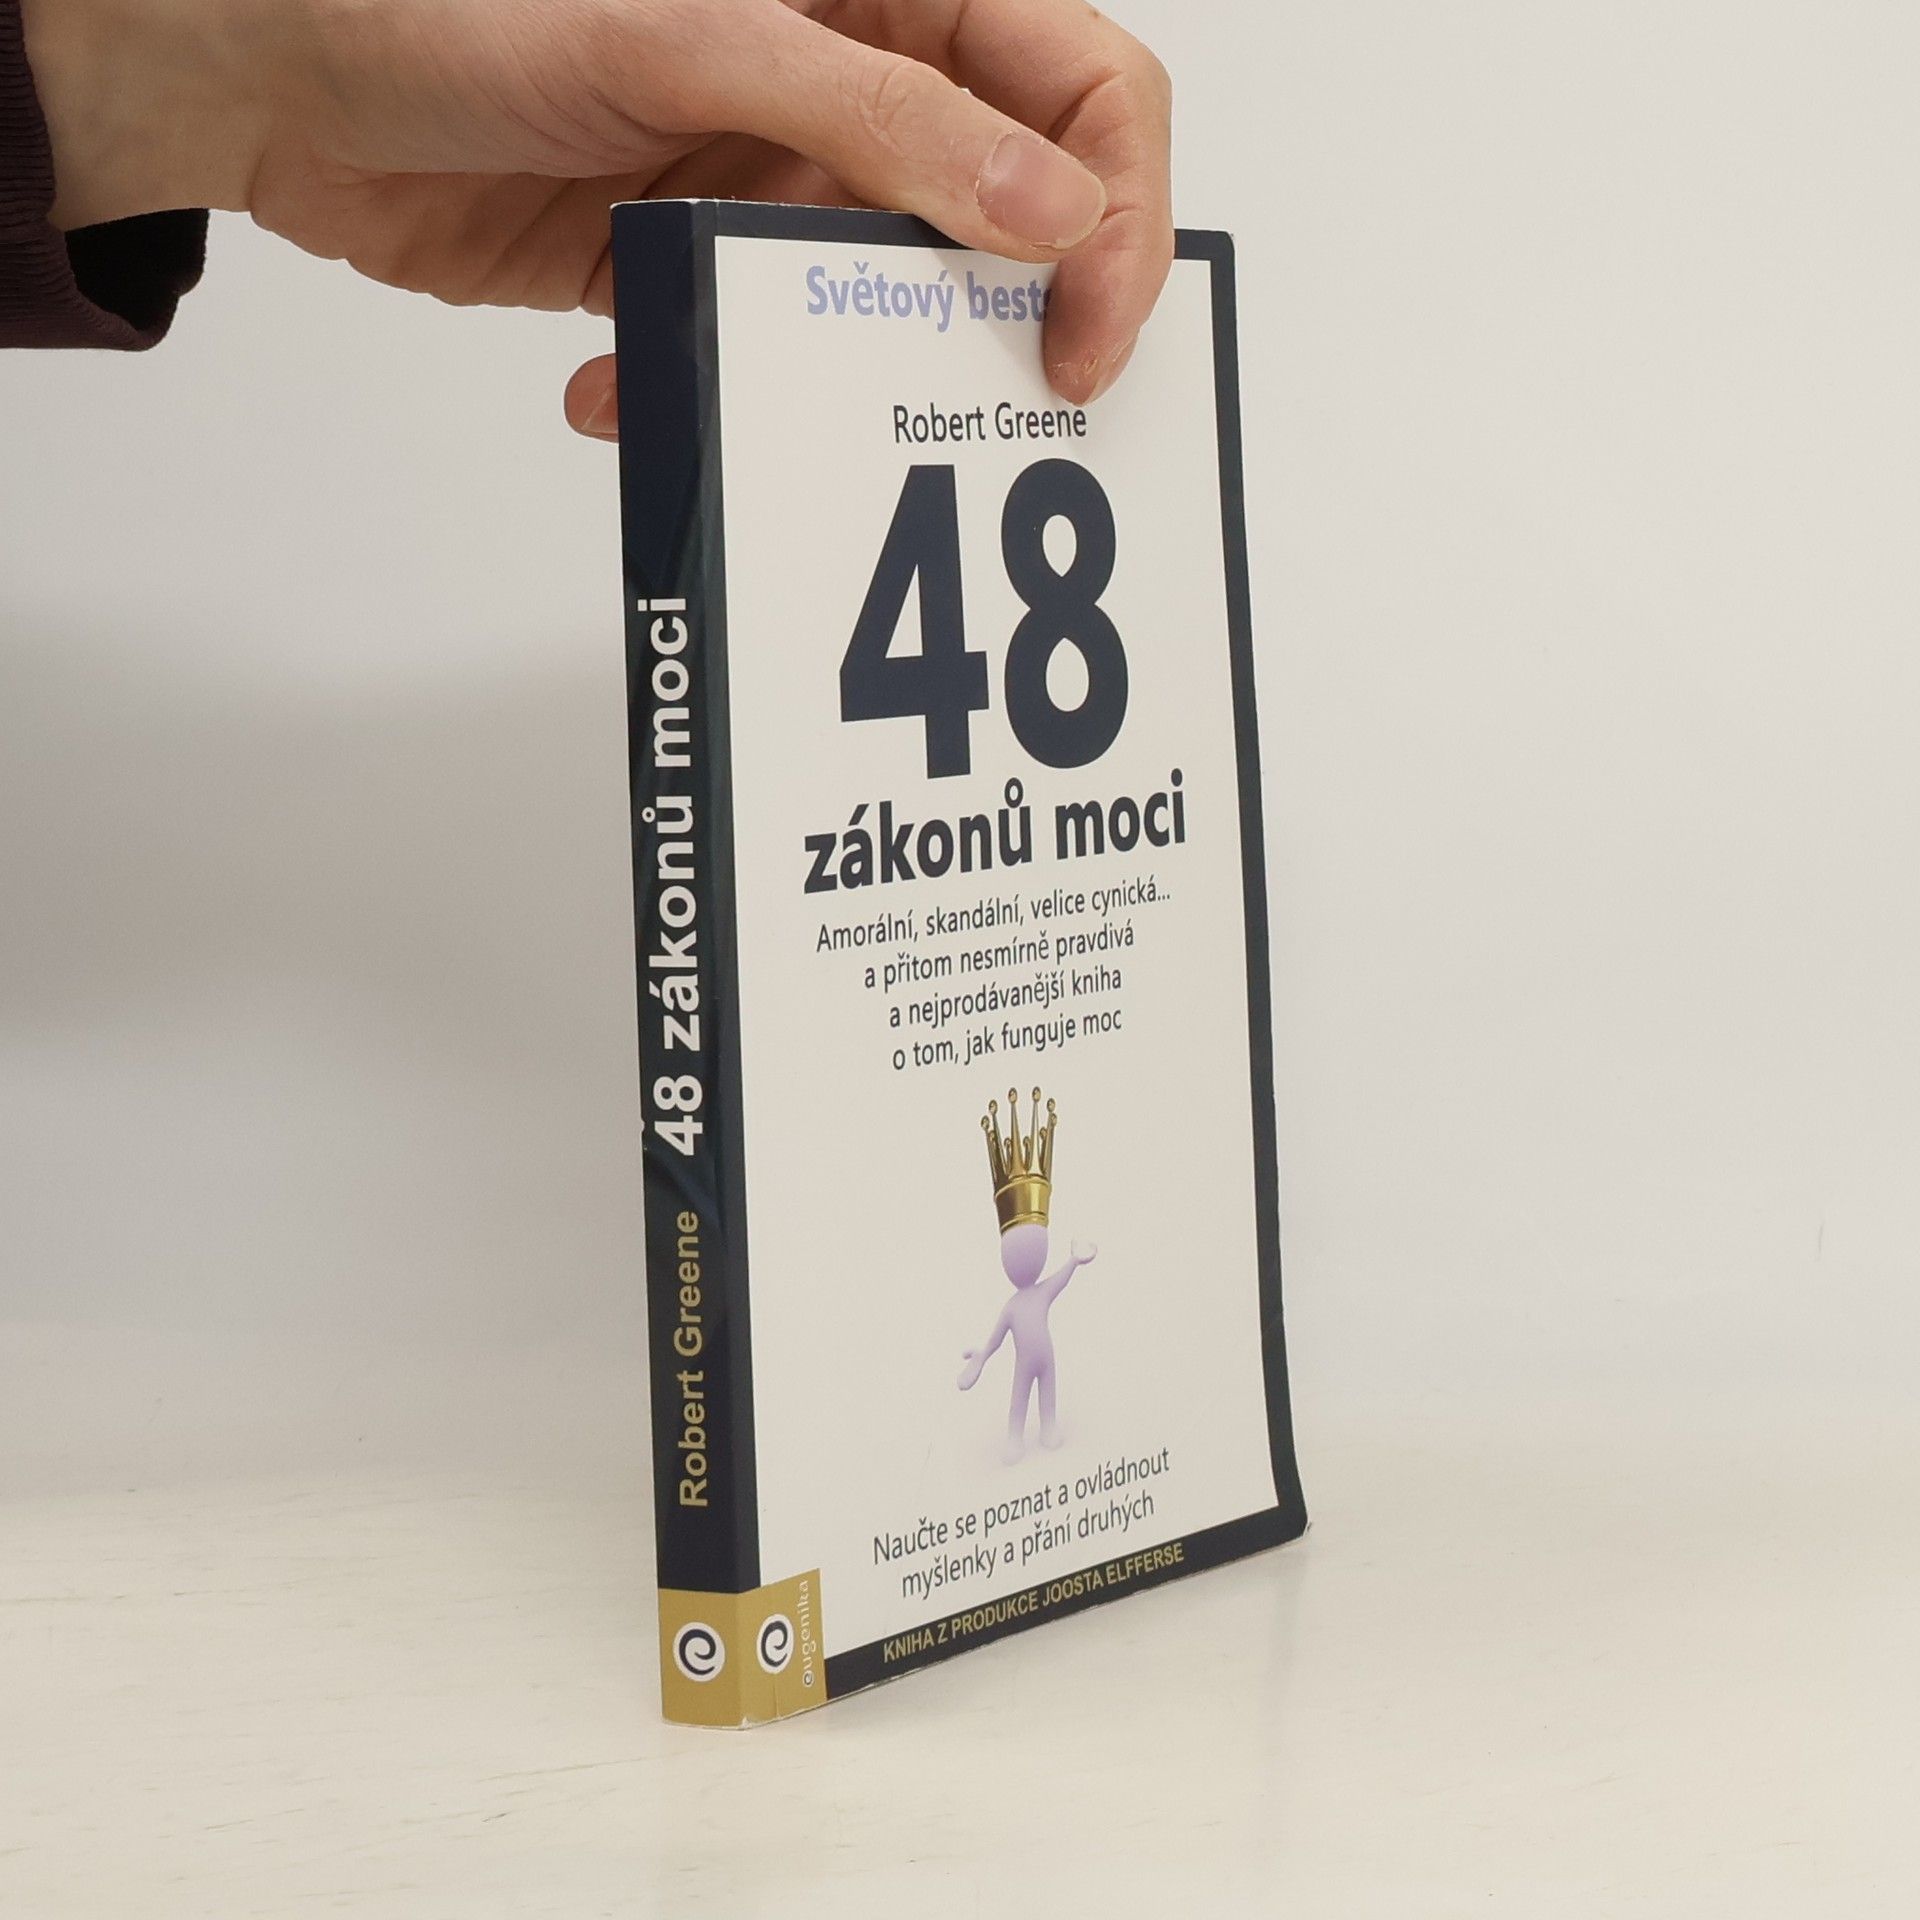 Světový
Robert Greene
48
zákonů moci
Amorální, skandální, velice cynická...
a přitom nesmírně pravdivá
a nejprodávanější kniha
o tom, jak funguje moc
Naučte se poznat a ovládnout
myšlenky a přání druhých
KNIHA Z PRODUKCE JOOSTA ELFFERSE
eugenika
Robert Greene 48 zákonů moci